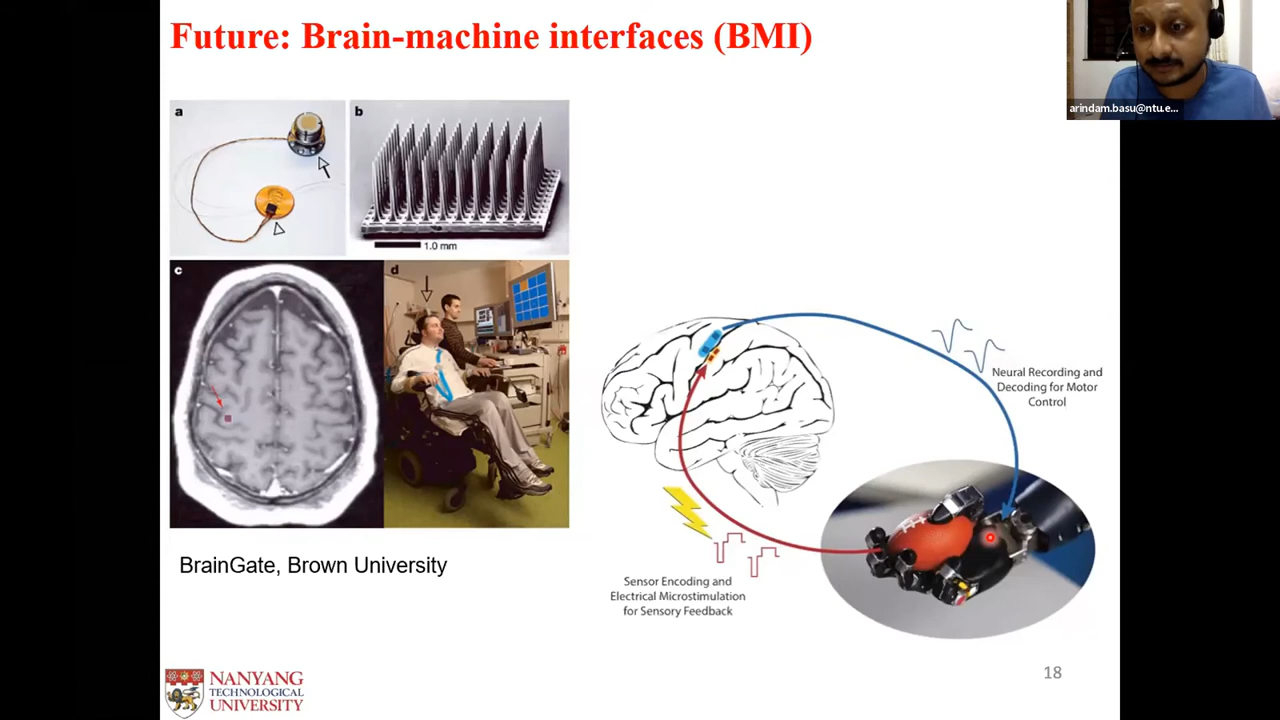 Future: Brain-machine interfaces (BMI)
arindam.basu@ntu.e...
a
b
1.0 mm
c
d
Neural Recording and
Decoding for Motor
Control
BrainGate, Brown University
Sensor Encoding and
Electrical Microstimulation
for Sensory Feedback
NANYANG
TECHNOLOGICAL
UNIVERSITY
18